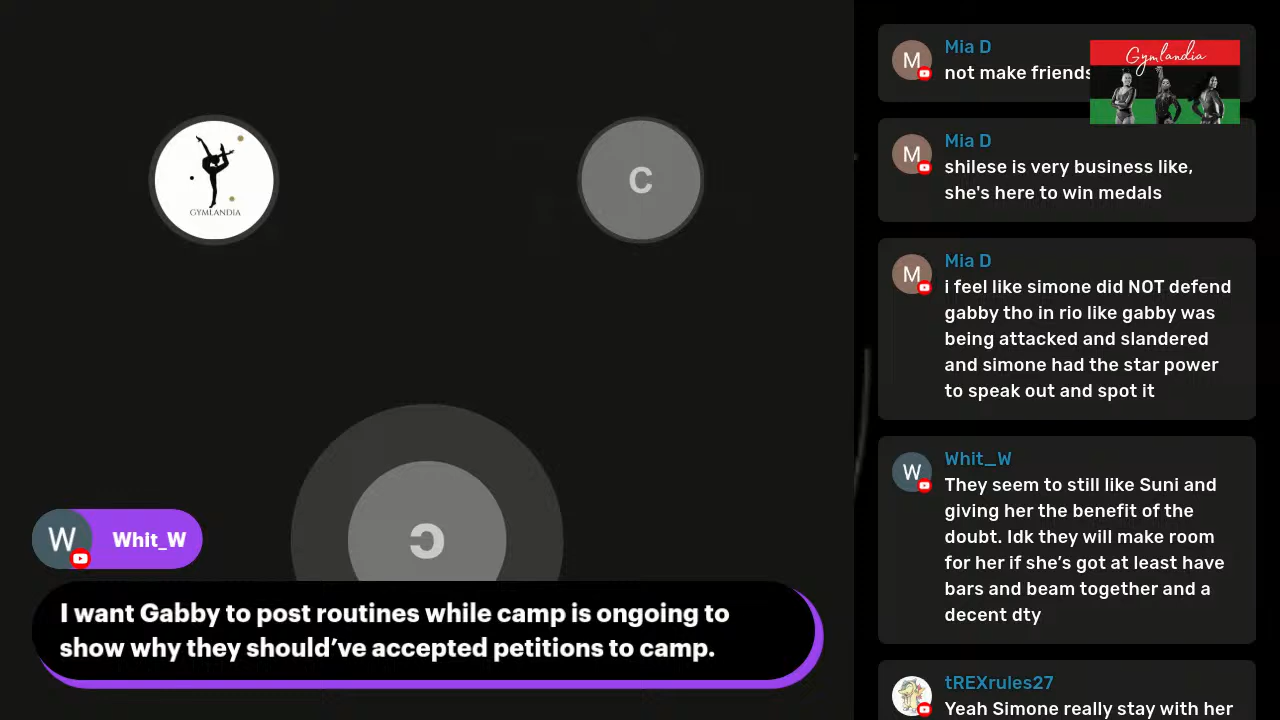 GYMLANDIA
C
Whit_W
W
I want Gabby to post routines while camp is ongoing to
show why they should've accepted petitions to camp.
M
Mia D
not make friends
Gymlandia
M
Mia D
shilese is very business like,
she's here to win medals
M
Mia D
i feel like simone did NOT defend
gabby tho in rio like gabby was
being attacked and slandered
and simone had the star power
to speak out and spot it
W
Whit_W
They seem to still like Suni and
giving her the benefit of the
doubt. Idk they will make room
for her if she’s got at least have
bars and beam together and a
decent dty
tREXrules27
Yeah Simone really stay with her